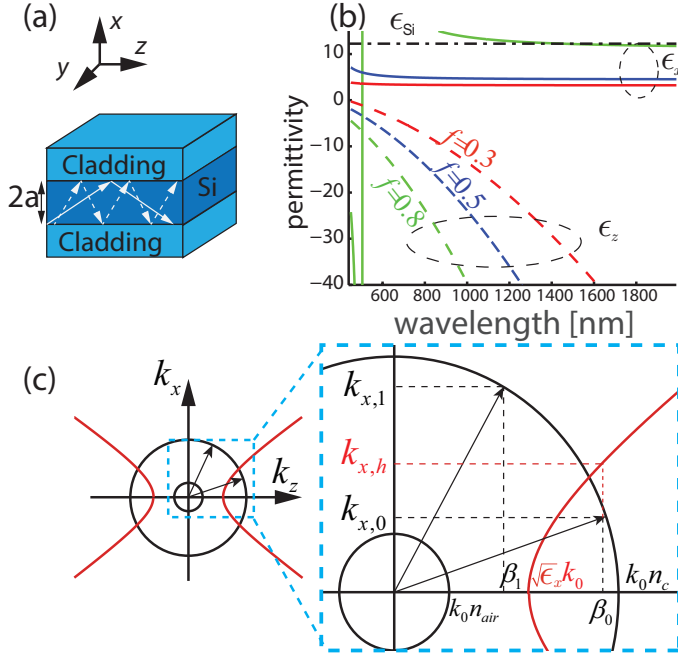 (a)
x
y
z
Cladding
2a
Si
Cladding
(b)
permittivity
10
0
−10
−20
−30
−40
ϵSi
ϵx
f=0.3
f=0.5
f=0.8
ϵz
600 800 1000 1200 1400 1600 1800
wavelength [nm]
(c)
kx
kz
kx,1
kx,h
kx,0
β1
√ϵx k0
k0nc
k0nair
β0